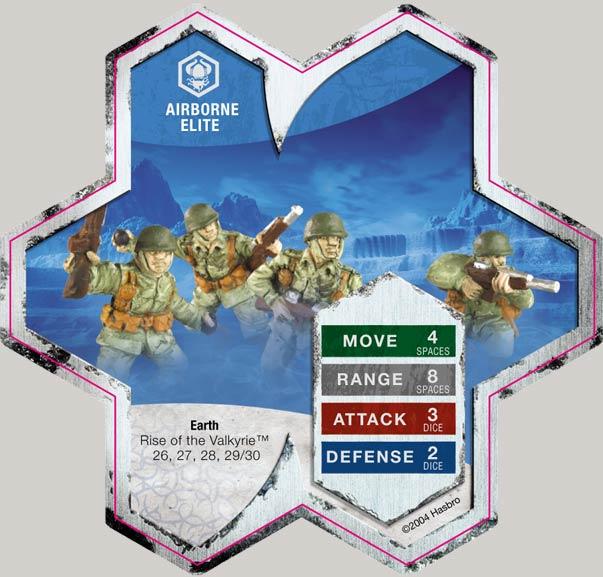 AIRBORNE
ELITE
MOVE 4 SPACES
RANGE 8 SPACES
ATTACK 3 DICE
DEFENSE 2 DICE
Earth
Rise of the Valkyrie™
26, 27, 28, 29/30
©2004 Hasbro